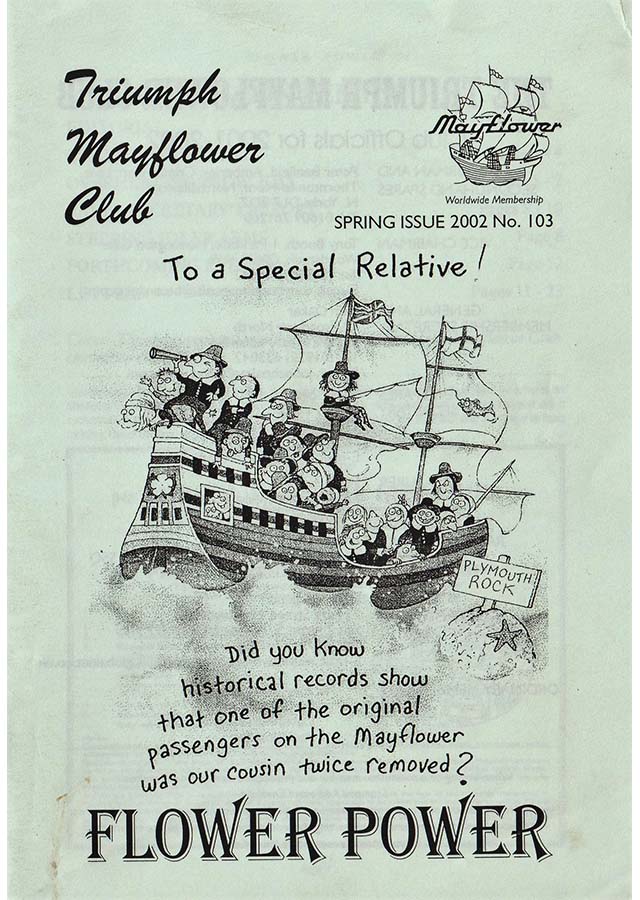 Triumph
Mayflower
Club
Mayflower
Worldwide Membership
SPRING ISSUE 2002 No. 103
To a Special Relative!
PLYMOUTH
ROCK
Did you know
historical records show
that one of the original
passengers on the Mayflower
was our cousin twice removed?
FLOWER POWER